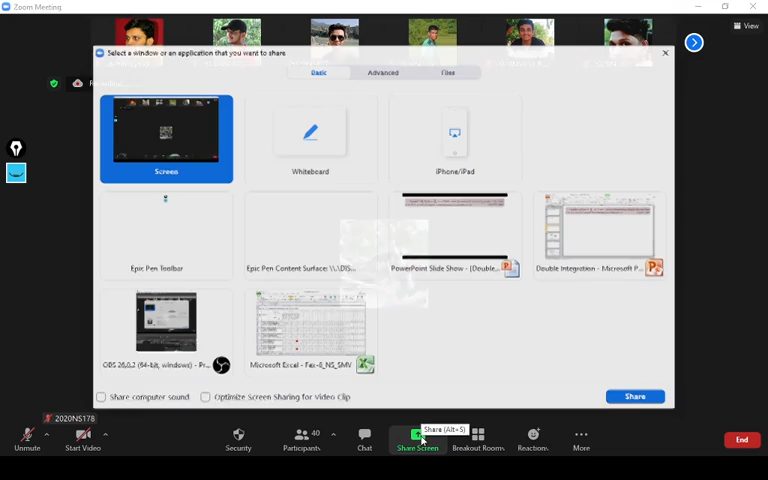 Zoom Meeting
View
Select a window or an application that you want to share
Basic
Advanced
Files
Screen
Whiteboard
iPhone/iPad
Epic Pen Toolbar
Epic Pen Content Surface: \\.\DIS...
PowerPoint Slide Show - [Double...
Double Integration - Microsoft P...
OBS 26.0.2 (64-bit, windows) - Pr...
Microsoft Excel - Fex-6_NS_SMV
Share computer sound
Optimize Screen Sharing for Video Clip
Share
2020NS178
Share (Alt+S)
Unmute
Start Video
Security
Participants
40
Chat
Share Screen
Breakout Rooms
Reactions
More
End